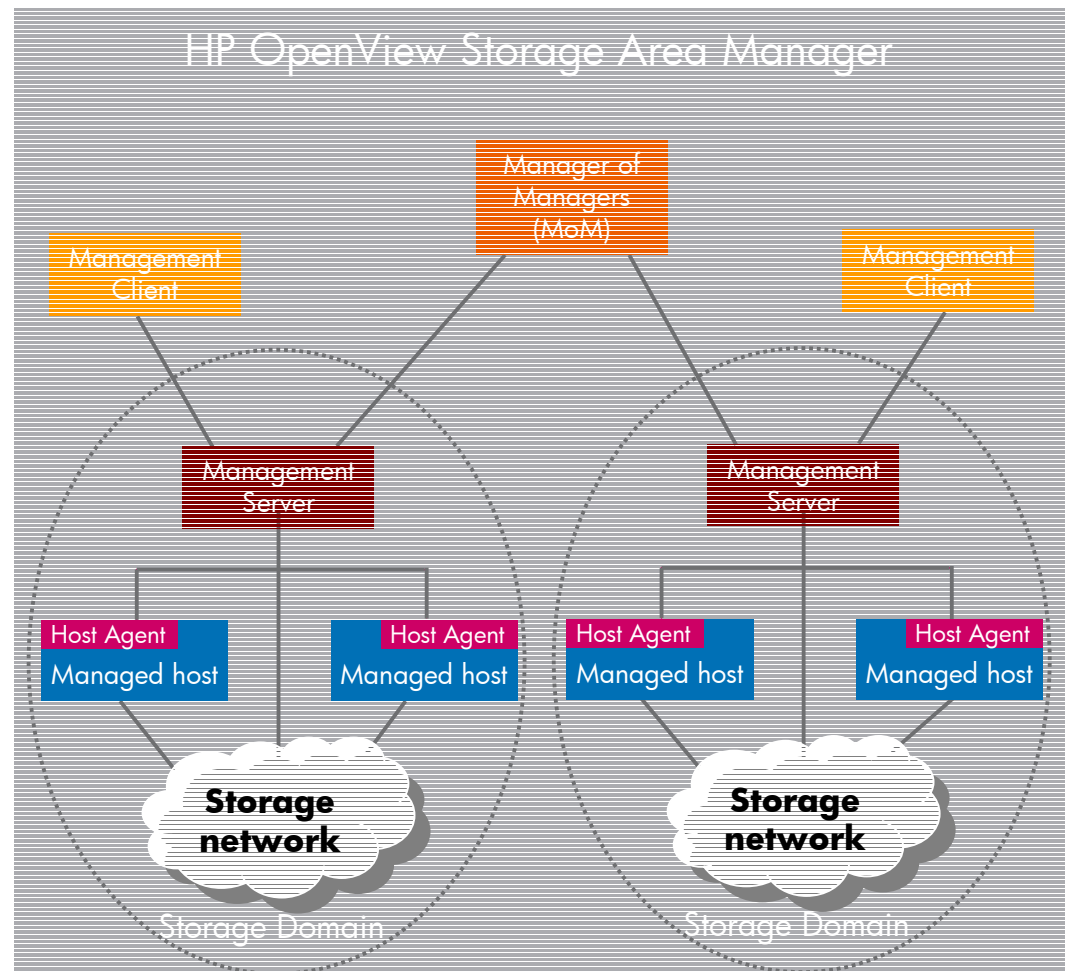 HP OpenView Storage Area Manager
Manager of
Managers
(MoM)
Management
Client
Management
Client
Management
Server
Management
Server
Host Agent
Managed host
Host Agent
Managed host
Host Agent
Managed host
Host Agent
Managed host
Storage
network
Storage
network
Storage Domain
Storage Domain